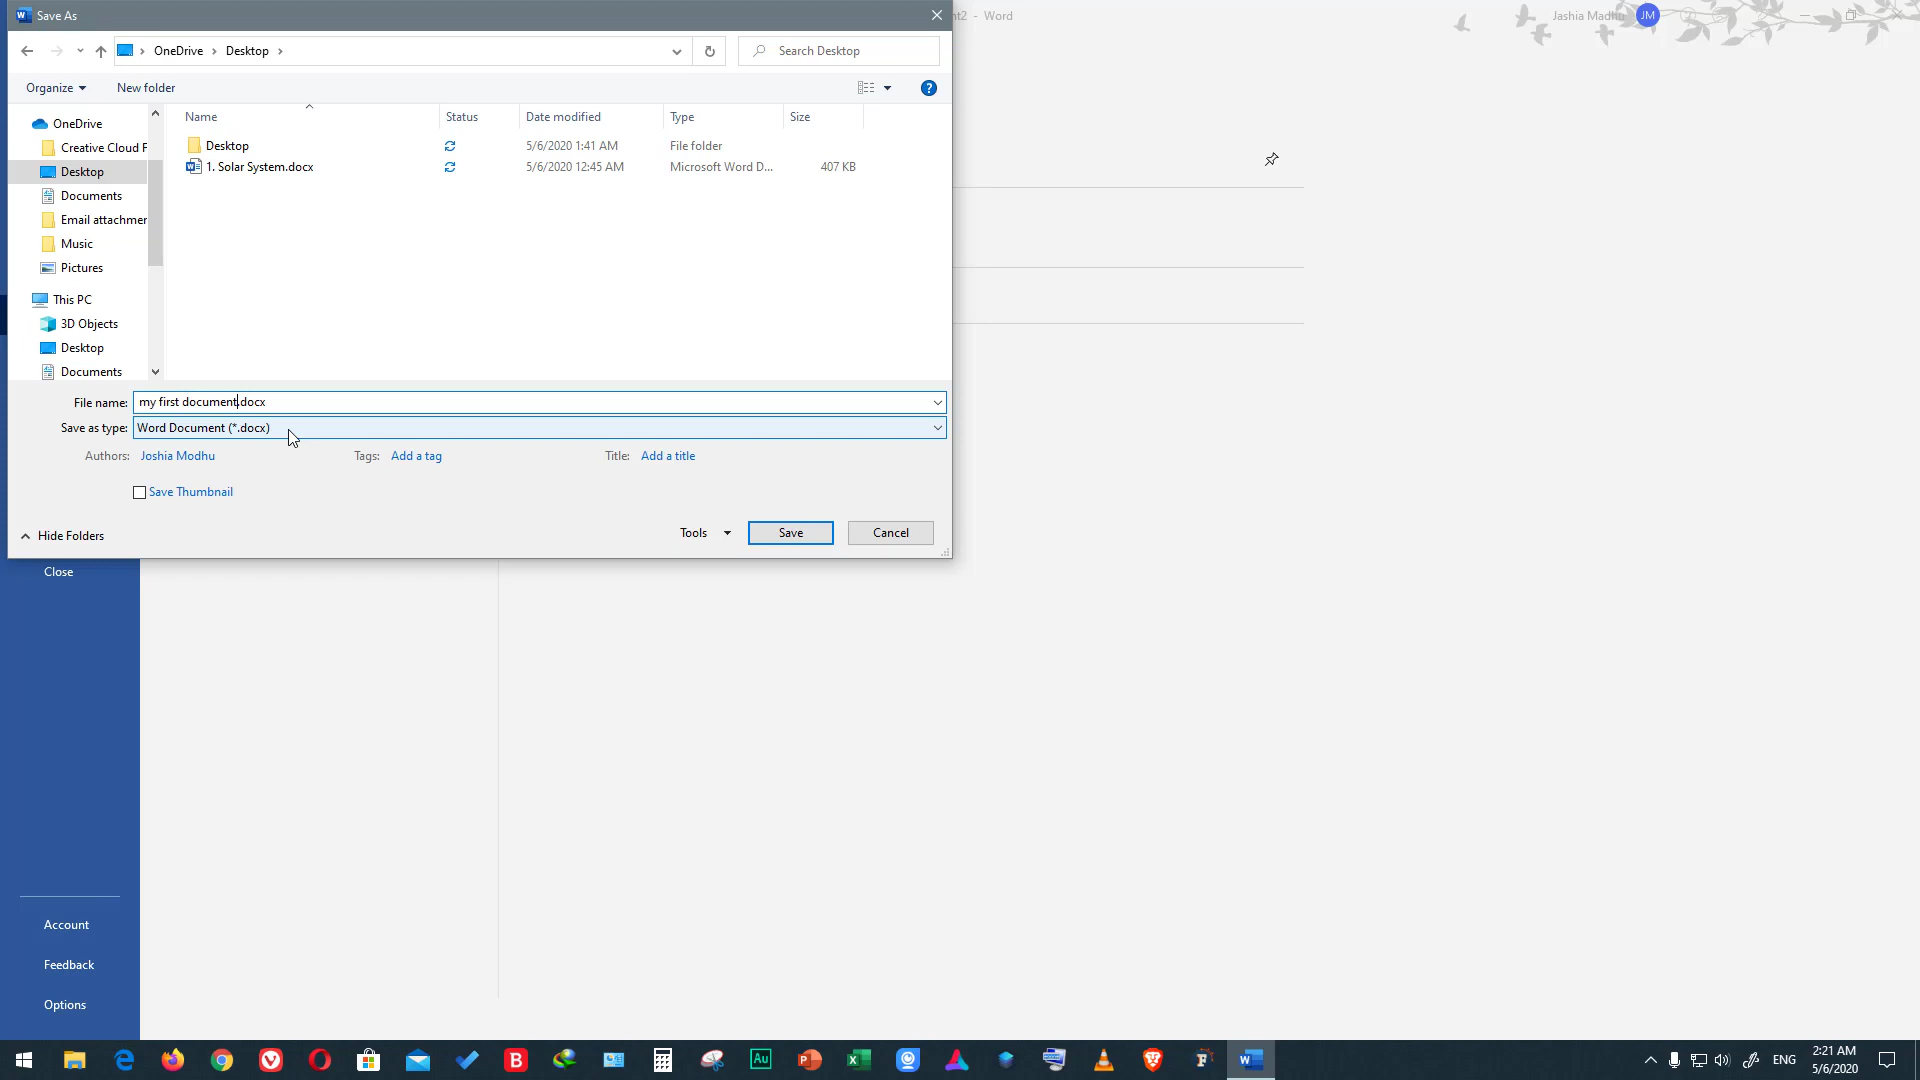 Save As
nt2 - Word
Jashia Madhu
JM
OneDrive
Desktop
Search Desktop
Organize
New folder
?
Name
Status
Date modified
Type
Size
OneDrive
Creative Cloud F
Desktop
Documents
Email attachmer
Music
Pictures
This PC
3D Objects
Desktop
Documents
Desktop
5/6/2020 1:41 AM
File folder
1. Solar System.docx
5/6/2020 12:45 AM
Microsoft Word D...
407 KB
File name:
my first document.docx
Save as type:
Word Document (*.docx)
Authors:
Joshia Modhu
Tags:
Add a tag
Title:
Add a title
Save Thumbnail
Hide Folders
Tools
Save
Cancel
Close
Account
Feedback
Options
ENG
2:21 AM
5/6/2020